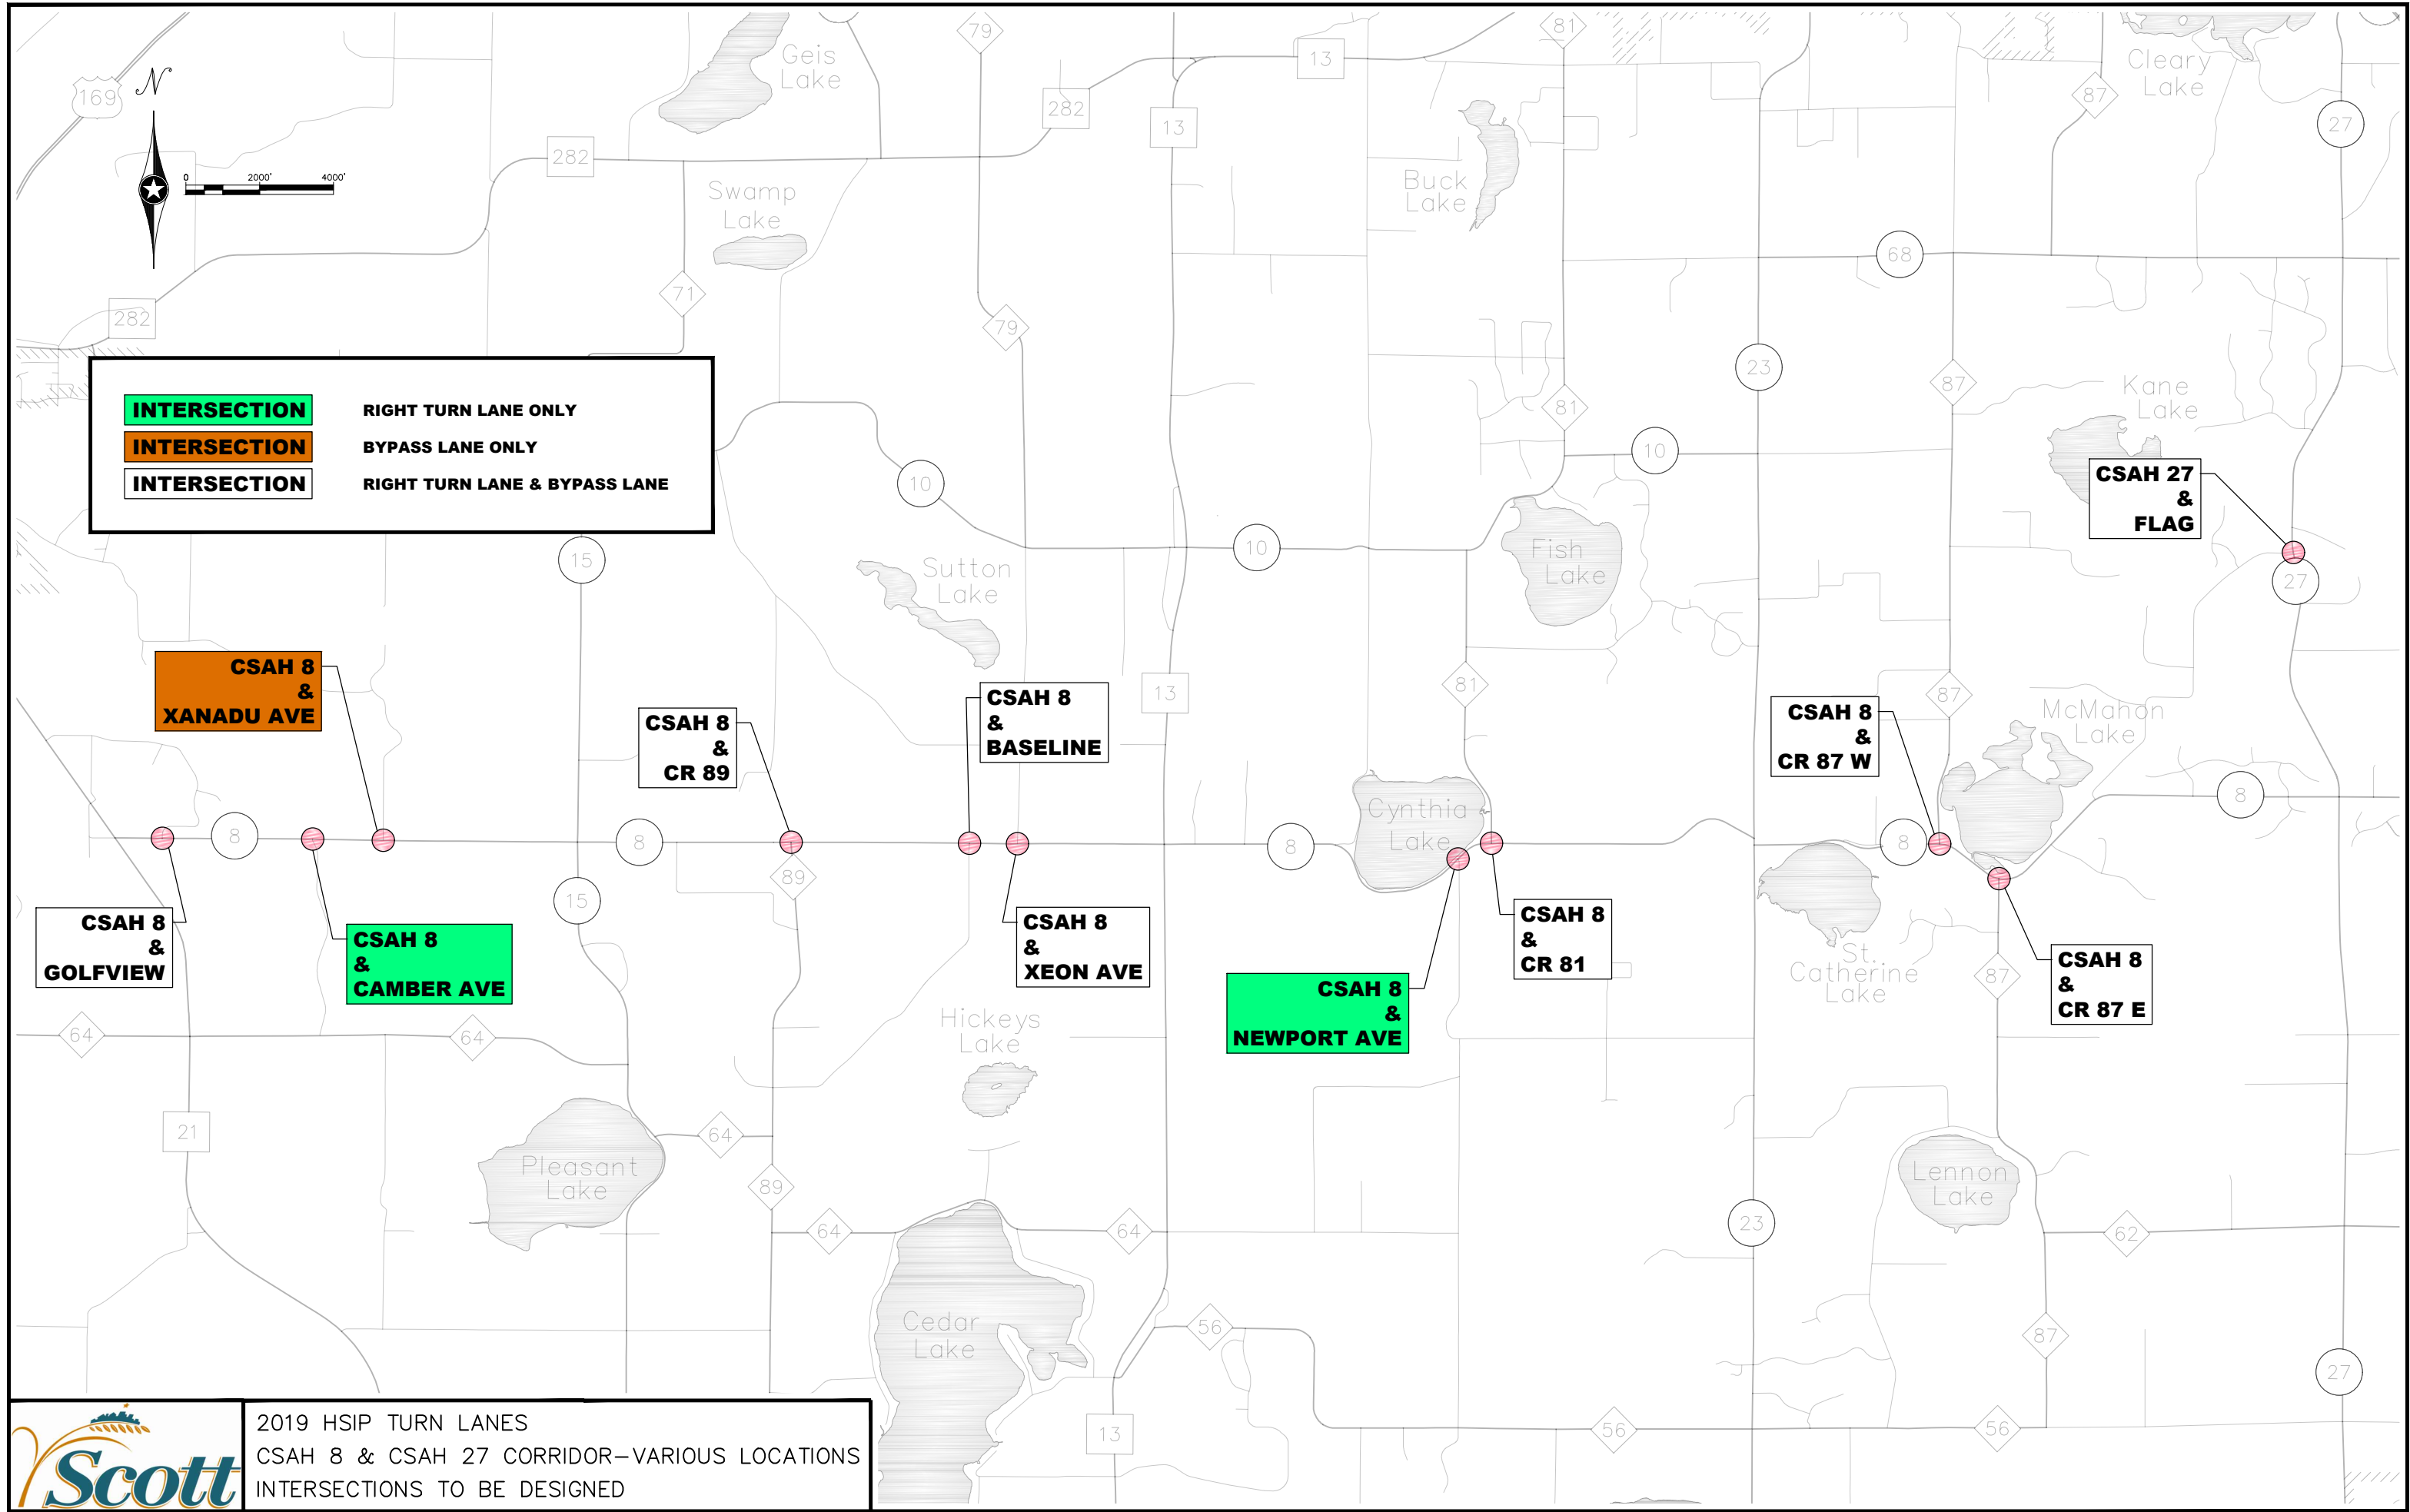 79
81
Geis
Lake
13
Cleary
Lake
169
N
282
13
87
27
0 2000' 4000'
282
Buck
Lake
Swamp
Lake
68
71
282
79
23
87
Kane
Lake
81
INTERSECTION RIGHT TURN LANE ONLY
INTERSECTION BYPASS LANE ONLY
INTERSECTION RIGHT TURN LANE & BYPASS LANE
10
10
CSAH 27
&
FLAG
10
15
Fish
Lake
Sutton
Lake
27
CSAH 8
&
XANADU AVE
CSAH 8
&
CR 89
CSAH 8
&
BASELINE
13
81
CSAH 8
&
CR 87 W
87
McMahon
Lake
8
8
8
Cynthia
Lake
8
8
89
15
CSAH 8
&
GOLFVIEW
CSAH 8
&
CAMBER AVE
CSAH 8
&
XEON AVE
CSAH 8
&
NEWPORT AVE
CSAH 8
&
CR 81
St.
Catherine
Lake
87
CSAH 8
&
CR 87 E
64
64
Hickeys
Lake
21
64
Pleasant
Lake
89
Lennon
Lake
64
64
23
62
Cedar
Lake
56
87
27
13
56
56
Scott
2019 HSIP TURN LANES
CSAH 8 & CSAH 27 CORRIDOR-VARIOUS LOCATIONS
INTERSECTIONS TO BE DESIGNED